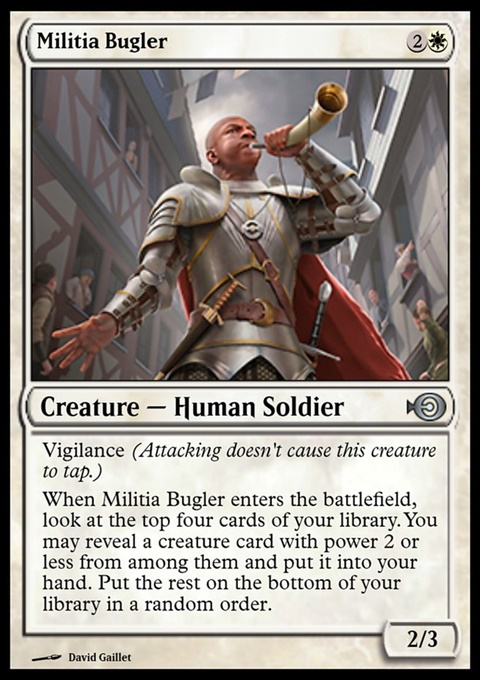 Militia Bugler 2
Creature — Human Soldier
Vigilance (Attacking doesn't cause this creature
to tap.)
When Militia Bugler enters the battlefield,
look at the top four cards of your library. You
may reveal a creature card with power 2 or
less from among them and put it into your
hand. Put the rest on the bottom of your
library in a random order.
2/3
David Gaillet